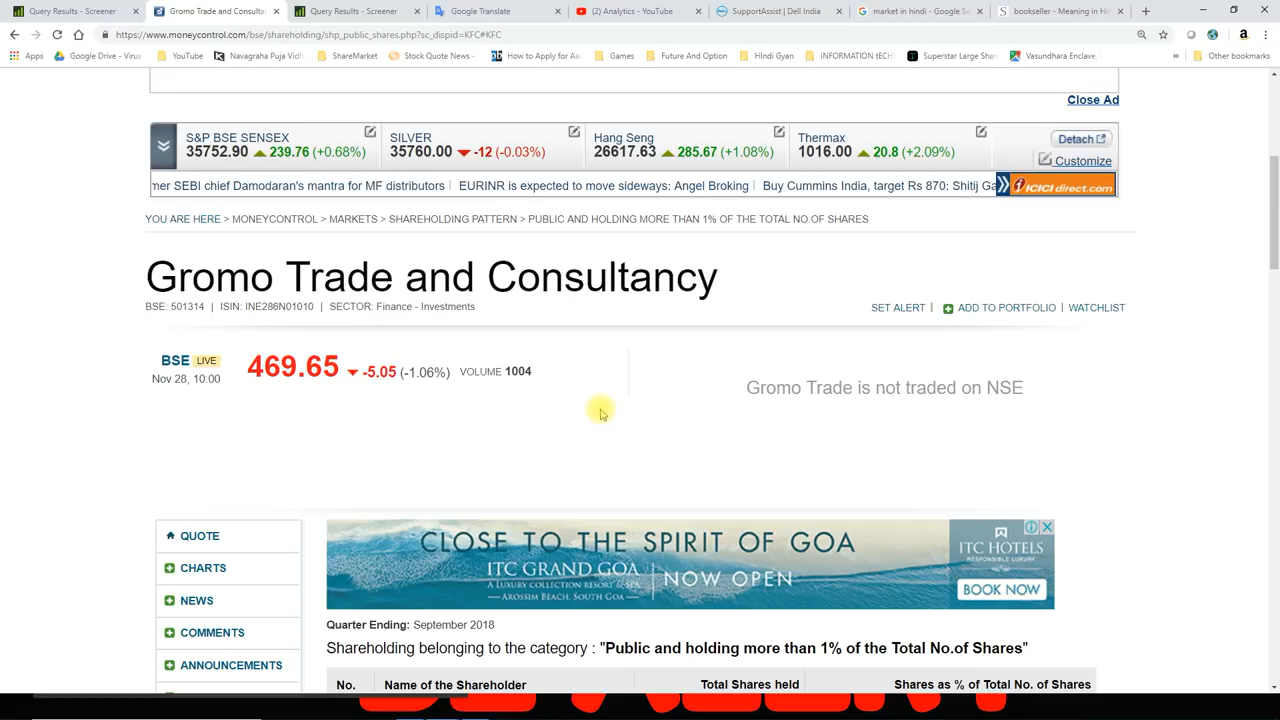 Query Results - Screener
Gromo Trade and Consultan
Query Results - Screener
Google Translate
(2) Analytics - YouTube
SupportAssist | Dell India
market in hindi - Google Se
bookseller - Meaning in Hi
https://www.moneycontrol.com/bse/shareholding/shp_public_shares.php?sc_dispid=KFC#KFC
Apps
Google Drive - Virus
YouTube
Navagraha Puja Vidh
ShareMarket
Stock Quote News -
How to Apply for Aa
Games
Future And Option
HIndi Gyan
iNFORMATION tECH
Superstar Large Shar
Vasundhara Enclave,
Other bookmarks
Close Ad
S&P BSE SENSEX
35752.90 239.76 (+0.68%)
SILVER
35760.00 -12 (-0.03%)
Hang Seng
26617.63 285.67 (+1.08%)
Thermax
1016.00 20.8 (+2.09%)
Detach
Customize
mer SEBI chief Damodaran's mantra for MF distributors | EURINR is expected to move sideways: Angel Broking | Buy Cummins India, target Rs 870: Shitij Ga
ICICI direct.com
YOU ARE HERE > MONEYCONTROL > MARKETS > SHAREHOLDING PATTERN > PUBLIC AND HOLDING MORE THAN 1% OF THE TOTAL NO.OF SHARES
Gromo Trade and Consultancy
BSE: 501314 | ISIN: INE286N01010 | SECTOR: Finance - Investments
SET ALERT | ADD TO PORTFOLIO | WATCHLIST
BSE LIVE
Nov 28, 10:00
469.65 -5.05 (-1.06%) VOLUME 1004
Gromo Trade is not traded on NSE
QUOTE
CHARTS
NEWS
COMMENTS
ANNOUNCEMENTS
CLOSE TO THE SPIRIT OF GOA
ITC GRAND GOA
A LUXURY COLLECTION RESORT & SPA
AROSSIM BEACH, SOUTH GOA
NOW OPEN
ITC HOTELS
RESPONSIBLE LUXURY
BOOK NOW
Quarter Ending: September 2018
Shareholding belonging to the category : "Public and holding more than 1% of the Total No.of Shares"
No. Name of the Shareholder Total Shares held Shares as % of Total No. of Shares